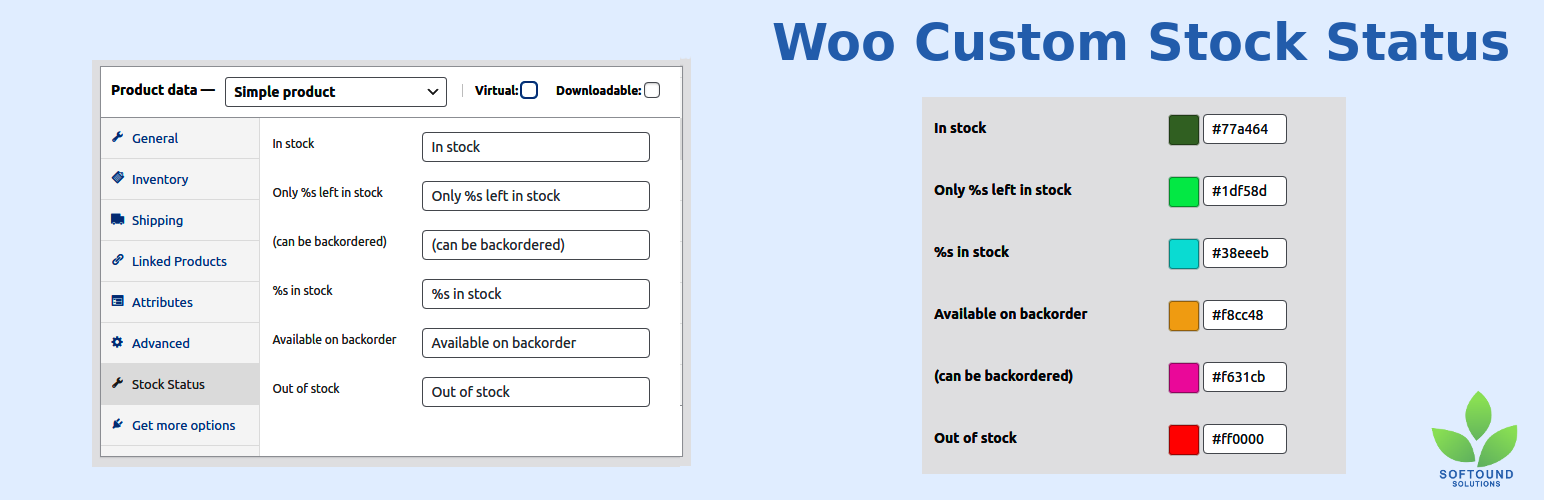 Woo Custom Stock Status
Product data — Simple product Virtual: Downloadable:
General
Inventory
Shipping
Linked Products
Attributes
Advanced
Stock Status
Get more options
In stock In stock
Only %s left in stock Only %s left in stock
(can be backordered) (can be backordered)
%s in stock %s in stock
Available on backorder Available on backorder
Out of stock Out of stock
In stock #77a464
Only %s left in stock #1df58d
%s in stock #38eeeb
Available on backorder #f8cc48
(can be backordered) #f631cb
Out of stock #ff0000
SOFTOUND
SOLUTIONS